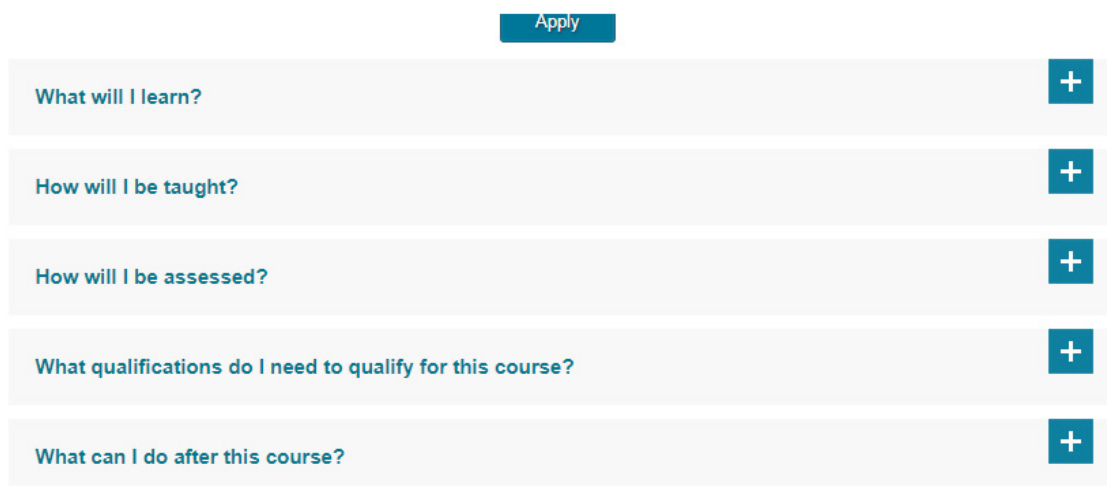 Apply
What will I learn?
How will I be taught?
How will I be assessed?
What qualifications do I need to qualify for this course?
What can I do after this course?